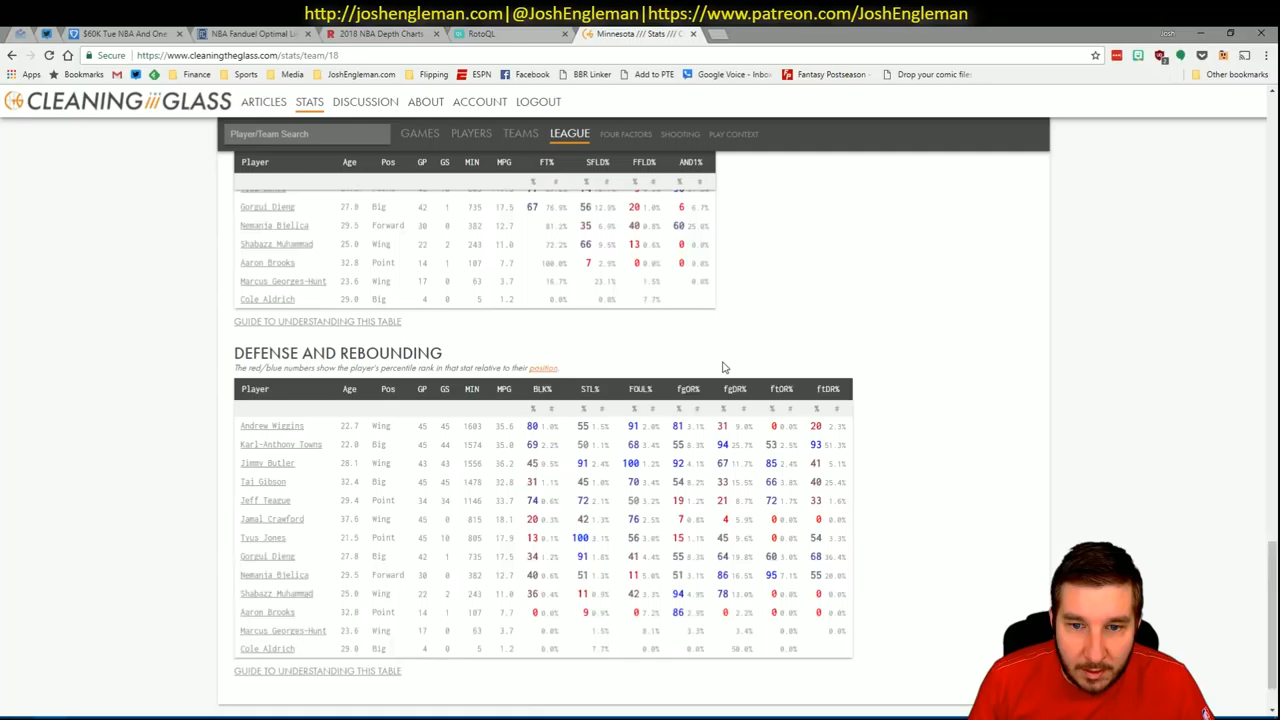 http://joshengleman.com|@JoshEngleman|https://www.patreon.com/JoshEngleman
$60K Tue NBA And One
NBA Fanduel Optimal Li
2018 NBA Depth Charts
RotoQL
Minnesota /// Stats /// C
Josh
Secure
https://www.cleaningtheglass.com/stats/team/18
Apps Bookmarks Finance Sports Media JoshEngleman.com Flipping ESPN Facebook BBR Linker Add to PTE Google Voice - Inbo Fantasy Postseason - Drop your comic file Other bookmarks
CLEANING GLASS ARTICLES STATS DISCUSSION ABOUT ACCOUNT LOGOUT
Player/Team Search GAMES PLAYERS TEAMS LEAGUE FOUR FACTORS SHOOTING PLAY CONTEXT
Player Age Pos GP GS MIN MPG FT% SFLD% FFLD% AND1%
% # % # % # % #
Gorgui Dieng 27.8 Big 42 1 735 17.5 67 76.9% 56 12.9% 20 1.0% 6 6.7%
Nemanja Bjelica 29.5 Forward 30 0 382 12.7 81.2% 35 6.9% 40 0.8% 60 25.0%
Shabazz Muhammad 25.0 Wing 22 2 243 11.0 72.2% 66 9.5% 13 0.6% 0 0.0%
Aaron Brooks 32.8 Point 14 1 107 7.7 100.0% 7 2.9% 0 0.0% 0 0.0%
Marcus Georges-Hunt 23.6 Wing 17 0 63 3.7 16.7% 23.1% 1.5% 0.0%
Cole Aldrich 29.0 Big 4 0 5 1.2 0.0% 0.0% 7.7%
GUIDE TO UNDERSTANDING THIS TABLE
DEFENSE AND REBOUNDING
The red/blue numbers show the player's percentile rank in that stat relative to their position.
Player Age Pos GP GS MIN MPG BLK% STL% FOUL% fgOR% fgDR% ftOR% ftDR%
% # % # % # % # % # % # % #
Andrew Wiggins 22.7 Wing 45 45 1603 35.6 80 1.0% 55 1.5% 91 2.0% 81 3.1% 31 9.0% 0 0.0% 20 2.3%
Karl-Anthony Towns 22.0 Big 45 44 1574 35.0 69 2.2% 50 1.1% 68 3.4% 55 8.3% 94 25.7% 53 2.5% 93 51.3%
Jimmy Butler 28.1 Wing 43 43 1556 36.2 45 0.5% 91 2.4% 100 1.2% 92 4.1% 67 11.7% 85 2.4% 41 5.1%
Taj Gibson 32.4 Big 45 45 1478 32.8 31 1.1% 45 1.0% 70 3.4% 54 8.2% 33 15.5% 66 3.8% 40 25.4%
Jeff Teague 29.4 Point 34 34 1146 33.7 74 0.6% 72 2.1% 50 3.2% 19 1.2% 21 8.7% 72 1.7% 33 1.6%
Jamal Crawford 37.6 Wing 45 0 815 18.1 20 0.3% 42 1.3% 76 2.5% 7 0.8% 4 5.9% 0 0.0% 0 0.0%
Tyus Jones 21.5 Point 45 10 805 17.9 13 0.1% 100 3.1% 56 3.0% 15 1.1% 45 9.6% 0 0.0% 54 3.3%
Gorgui Dieng 27.8 Big 42 1 735 17.5 34 1.2% 91 1.8% 41 4.4% 55 8.3% 64 19.8% 60 3.0% 68 36.4%
Nemanja Bjelica 29.5 Forward 30 0 382 12.7 40 0.6% 51 1.3% 11 5.0% 51 3.1% 86 16.5% 95 7.1% 55 20.0%
Shabazz Muhammad 25.0 Wing 22 2 243 11.0 36 0.4% 11 0.9% 42 3.3% 94 4.9% 78 13.0% 0 0.0% 0 0.0%
Aaron Brooks 32.8 Point 14 1 107 7.7 0 0.0% 9 0.9% 0 7.2% 86 2.9% 0 2.2% 0 0.0% 0 0.0%
Marcus Georges-Hunt 23.6 Wing 17 0 63 3.7 0.0% 1.5% 8.1% 3.3% 3.4% 0.0% 0.0%
Cole Aldrich 29.0 Big 4 0 5 1.2 0.0% 7.7% 0.0% 0.0% 50.0% 0.0%
GUIDE TO UNDERSTANDING THIS TABLE